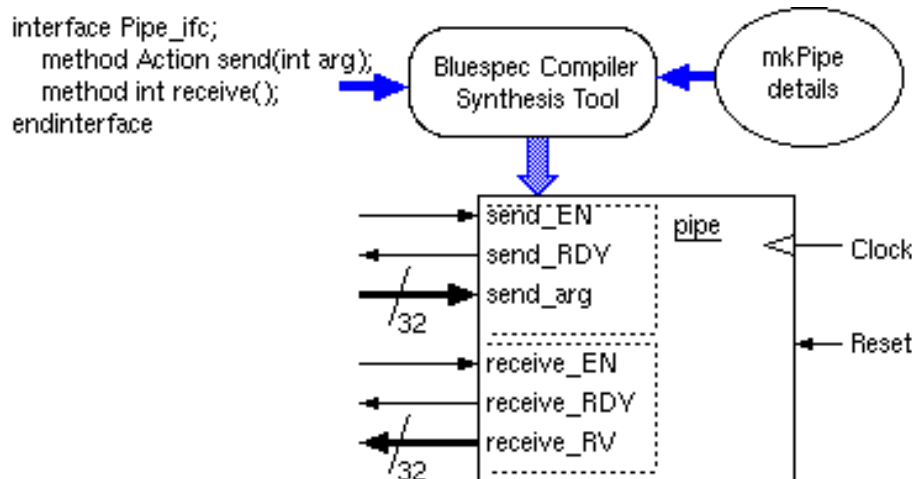 interface Pipe_ifc;
method Action send(int arg);
method int receive();
endinterface
Bluespec Compiler
Synthesis Tool
mkPipe
details
send_EN
send_RDY
send_arg
32
receive_EN
receive_RDY
receive_RV
32
pipe
Clock
Reset